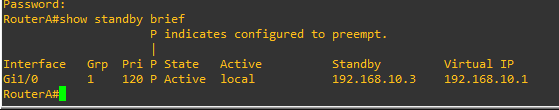 Password:
RouterA#show standby brief
                     P indicates configured to preempt.
                     |
Interface   Grp  Pri P State   Active          Standby         Virtual IP
Gi1/0       1    120 P Active  local           192.168.10.3    192.168.10.1
RouterA#